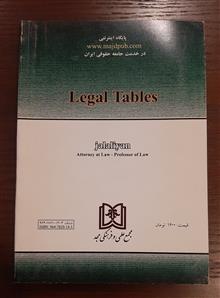 پایگاه اینترنتی
www.majdpub.com
در خدمت جامعه حقوقی ایران
Legal Tables
jalaliyan
Attorney at Law - Professor of Law
قیمت: ۱۶۰۰ تومان
مجمع علمی و فرهنگی مجد